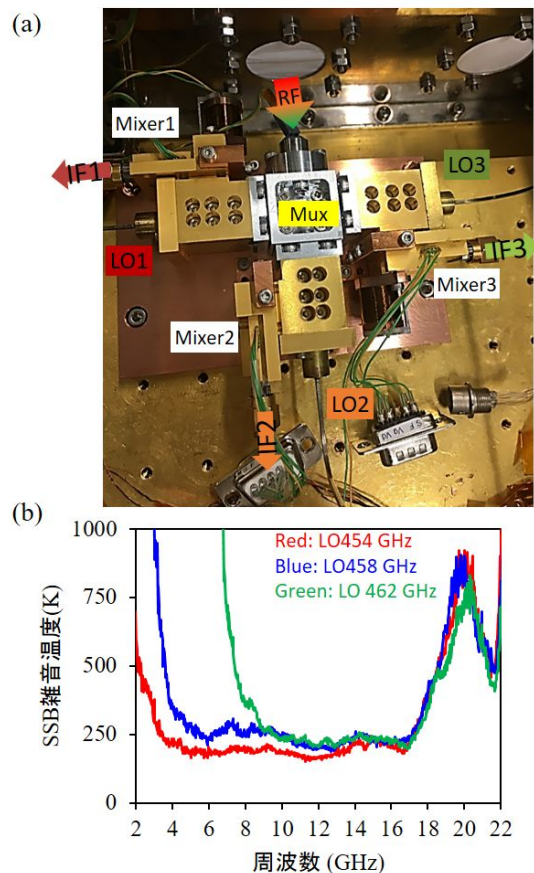 (a)
RF
Mixer1
IF1
LO3
Mux
LO1
IF3
Mixer3
Mixer2
LO2
IF2
S F Vg Vd
(b)
1000
Red: LO454 GHz
Blue: LO458 GHz
Green: LO 462 GHz
750
500
250
0
SSB雑音温度(K)
2 4 6 8 10 12 14 16 18 20 22
周波数 (GHz)